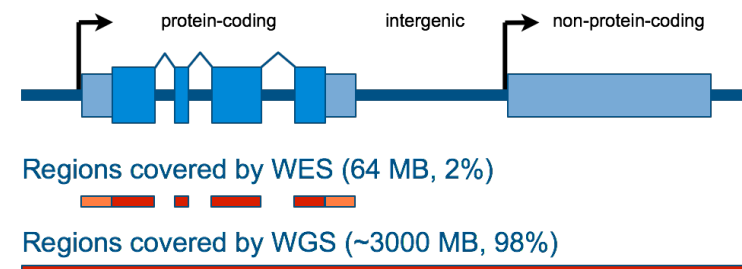 protein-coding intergenic non-protein-coding
Regions covered by WES (64 MB, 2%)
Regions covered by WGS (~3000 MB, 98%)